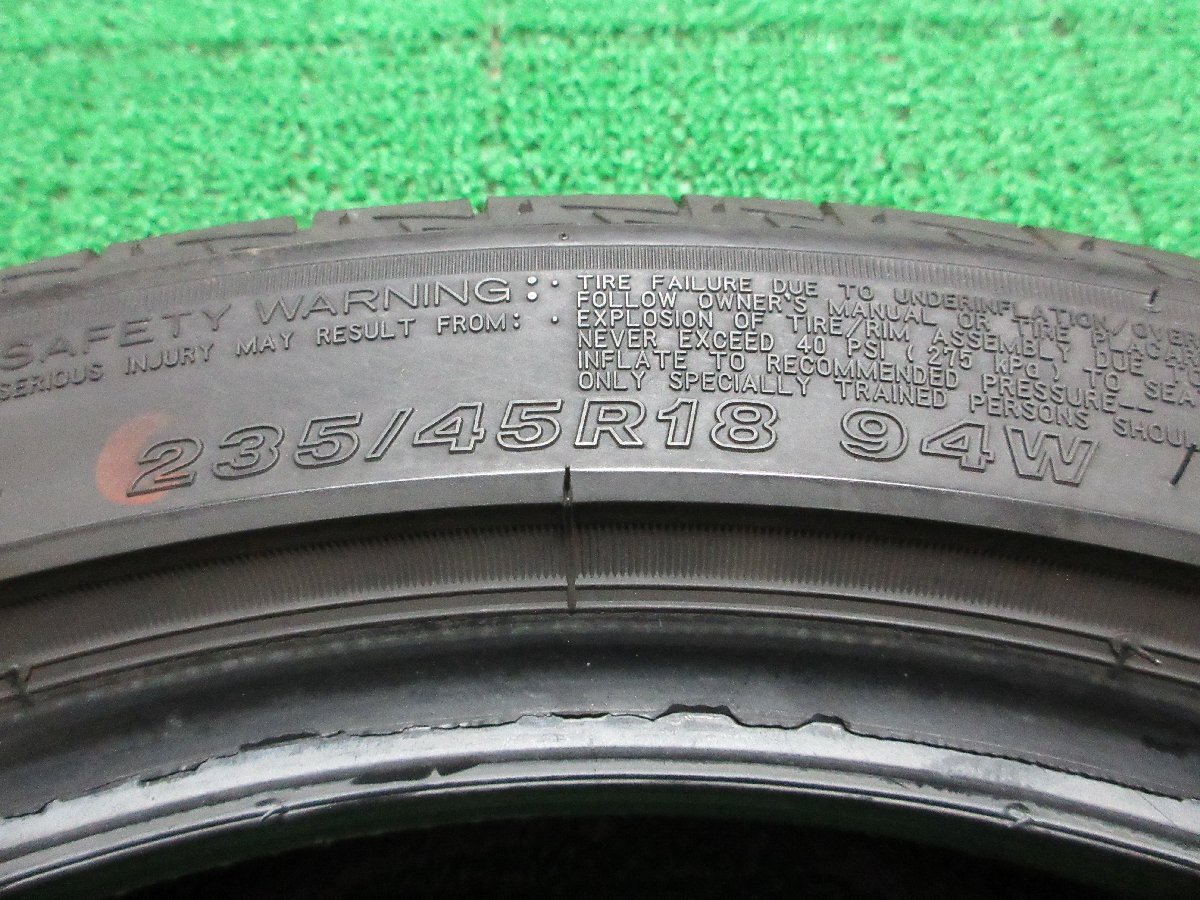 SAFETY WARNING:
SERIOUS INJURY MAY RESULT FROM:
· TIRE FAILURE DUE TO UNDERINFLATION/OVER
FOLLOW OWNER'S MANUAL OR TIRE PLACAR
· EXPLOSION OF TIRE/RIM ASSEMBLY DUE TO
NEVER EXCEED 40 PSI (275 kPa) TO SEA
INFLATE TO RECOMMENDED PRESSURE--
ONLY SPECIALLY TRAINED PERSONS SHOUL
235/45R18 94W